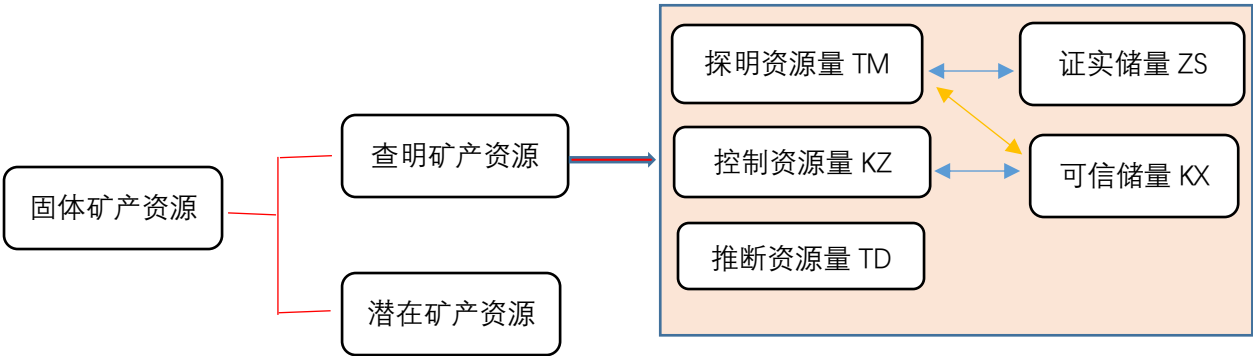 固体矿产资源
查明矿产资源
潜在矿产资源
探明资源量 TM
证实储量 ZS
控制资源量 KZ
可信储量 KX
推断资源量 TD